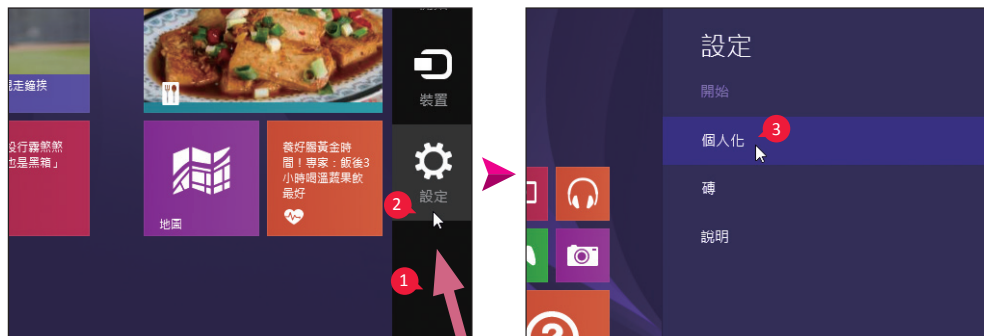 走鐘挨
設行霧煞煞
也是黑箱」
地圖
養好腸黃金時
間！專家：飯後3
小時喝溫蔬果飲
最好
裝置
設定
2
1
設定
開始
個人化
3
磚
說明